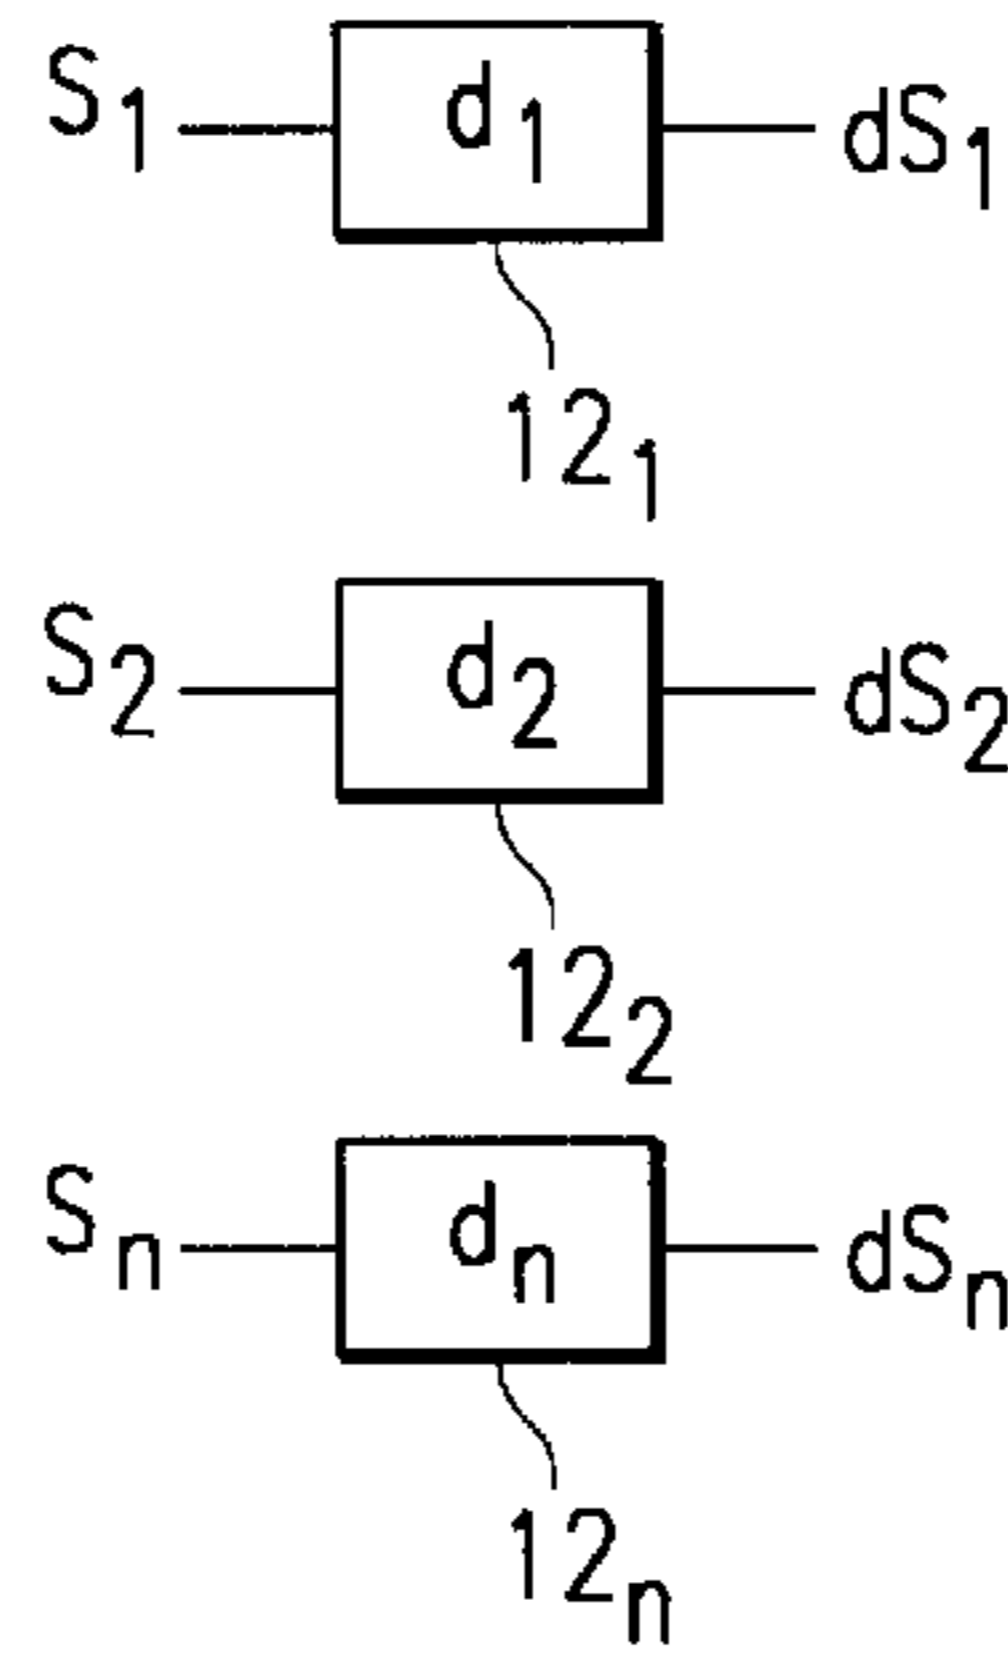 S₁ d₁ dS₁
12₁
S₂ d₂ dS₂
12₂
Sₙ dₙ dSₙ
12ₙ